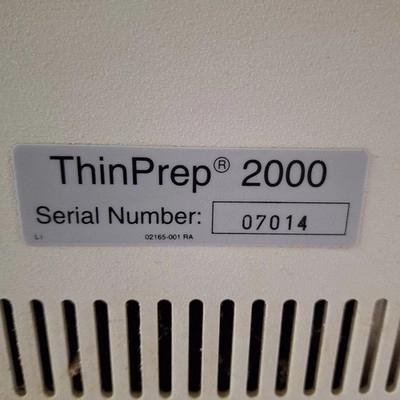 ThinPrep® 2000
Serial Number: 07014
02165-001 RA